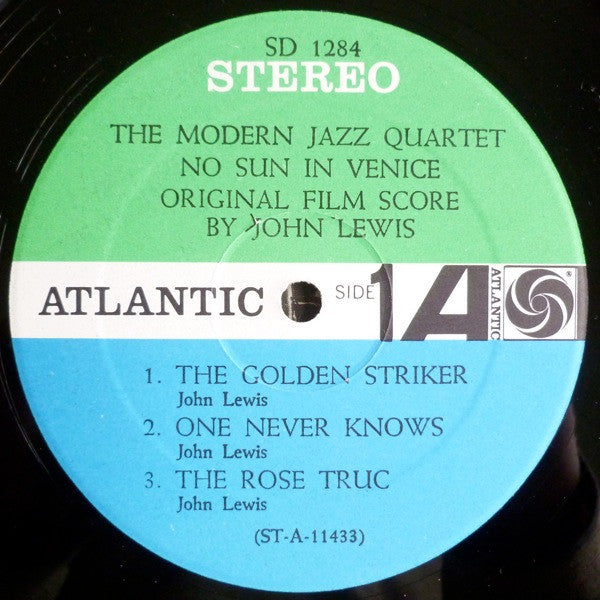 SD 1284
STEREO
THE MODERN JAZZ QUARTET
NO SUN IN VENICE
ORIGINAL FILM SCORE
BY JOHN LEWIS
ATLANTIC SIDE 1 A ATLANTIC ®
1. THE GOLDEN STRIKER
John Lewis
2. ONE NEVER KNOWS
John Lewis
3. THE ROSE TRUC
John Lewis
(ST-A-11433)